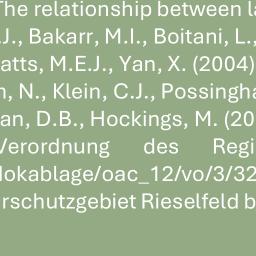 The relationship between la
J., Bakarr, M.I., Boitani, L.,
atts, M.E.J., Yan, X. (2004)
n, N., Klein, C.J., Possingha
an, D.B., Hockings, M. (20
Verordnung des Regi
dokablage/oac_12/vo/3/32
rschutzgebiet Rieselfeld b